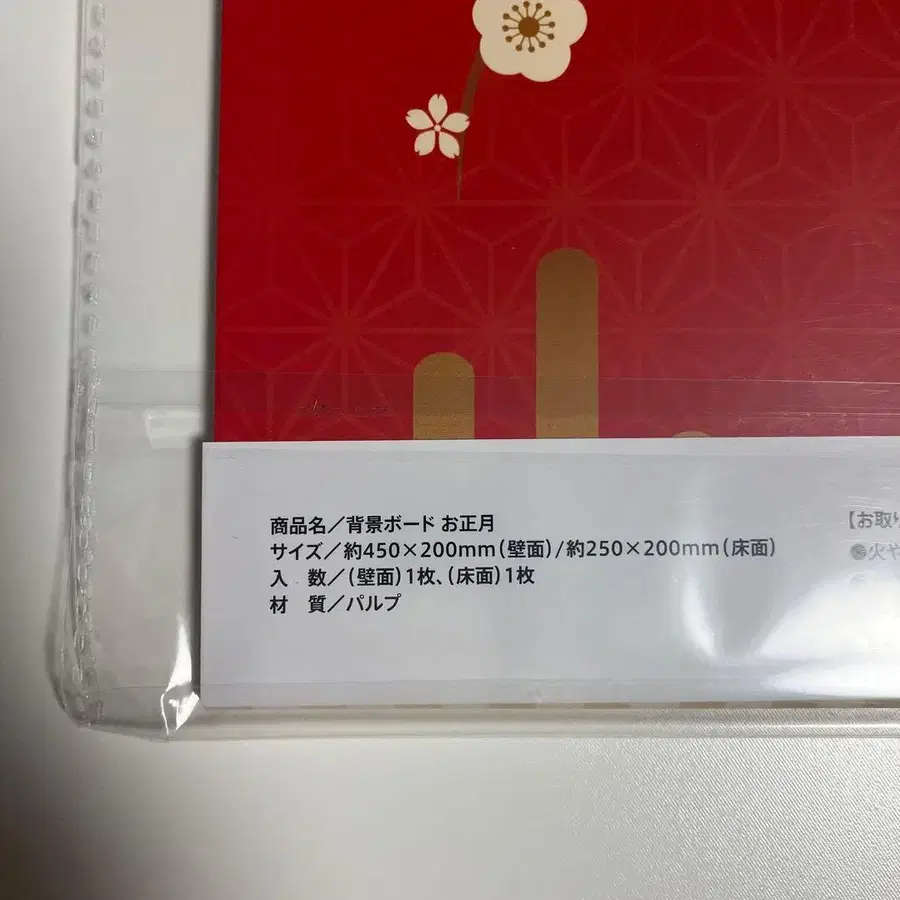 商品名／背景ボード お正月
サイズ／約450×200mm（壁面）/約250×200mm（床面）
入　数／（壁面）1枚、（床面）1枚
材　質／パルプ
【お取り
●火や